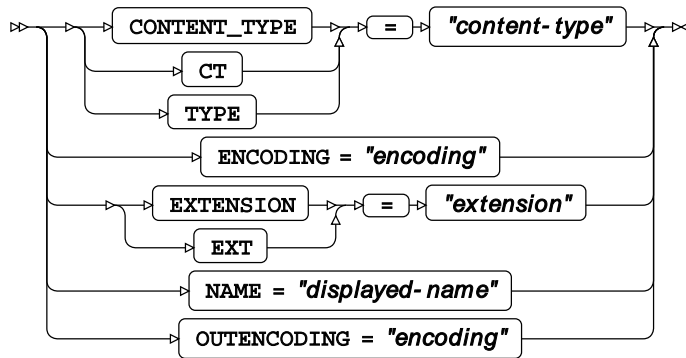 CONTENT_TYPE = "content-type"
CT
TYPE
ENCODING = "encoding"
EXTENSION = "extension"
EXT
NAME = "displayed-name"
OUTENCODING = "encoding"